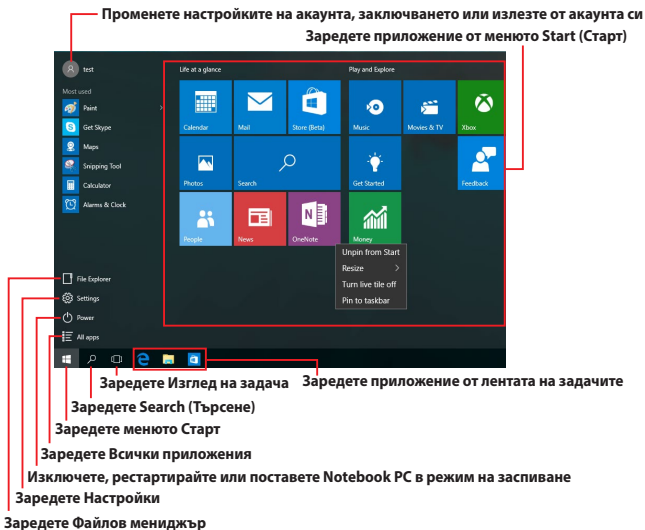 Променете настройките на акаунта, заключването или излезте от акаунта си
Заредете приложение от менюто Start (Старт)
test
Life at a glance
Play and Explore
Most used
Paint
Get Skype
Maps
Snipping Tool
Calculator
Alarms & Clock
Calendar
Mail
Store (Beta)
Music
Movies & TV
Xbox
Photos
Search
Get Started
Feedback
People
News
OneNote
Money
Unpin from Start
Resize
Turn live tile off
Pin to taskbar
File Explorer
Settings
Power
All apps
Заредете Изглед на задача
Заредете приложение от лентата на задачите
Заредете Search (Търсене)
Заредете менюто Старт
Заредете Всички приложения
Изключете, рестартирайте или поставете Notebook PC в режим на заспиване
Заредете Настройки
Заредете Файлов мениджър